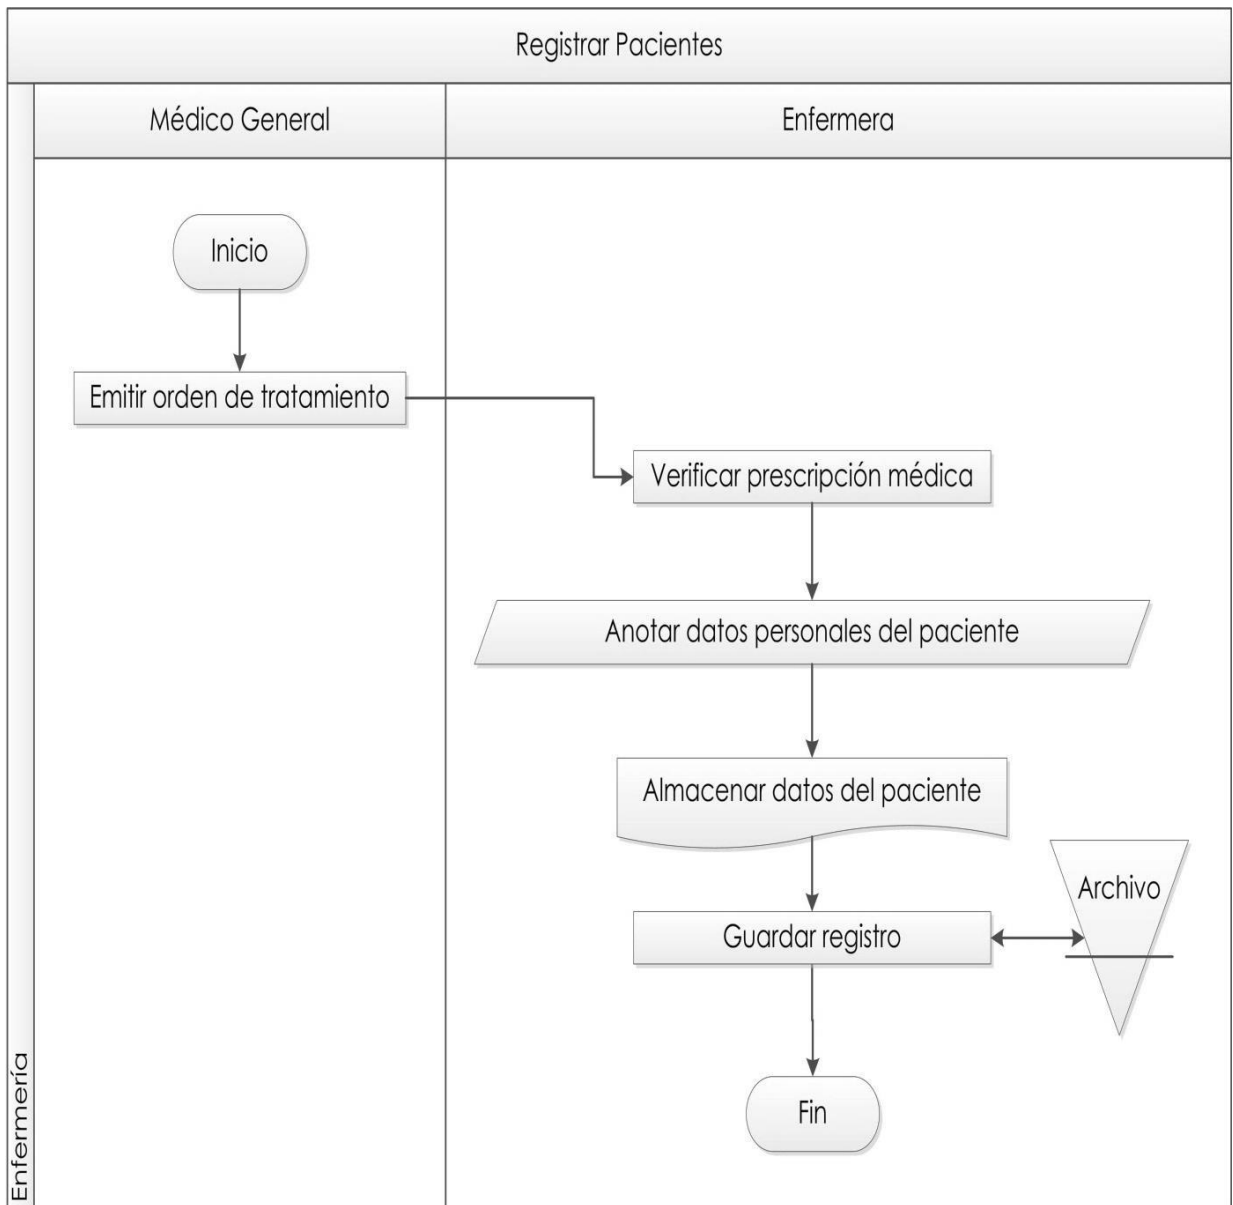 Registrar Pacientes
Médico General
Enfermera
Inicio
Emitir orden de tratamiento
Verificar prescripción médica
Anotar datos personales del paciente
Almacenar datos del paciente
Archivo
Guardar registro
Fin
Enfermería